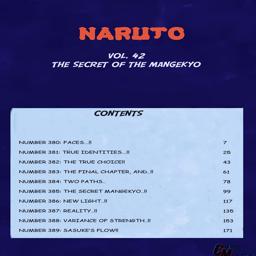 NARUTO
VOL. 42
THE SECRET OF THE MANGEKYO
CONTENTS
NUMBER 380: FACES...!! 7
NUMBER 381: TRUE IDENTITIES...!! 25
NUMBER 382: THE TRUE CHOICE!! 43
NUMBER 383: THE FINAL CHAPTER, AND..!! 61
NUMBER 384: TWO PATHS.. 78
NUMBER 385: THE SECRET MANGEKYO..!! 99
NUMBER 386: NEW LIGHT..!! 117
NUMBER 387: REALITY..!! 135
NUMBER 388: VARIANCE OF STRENGTH..!! 153
NUMBER 389: SASUKE'S FLOW!! 171